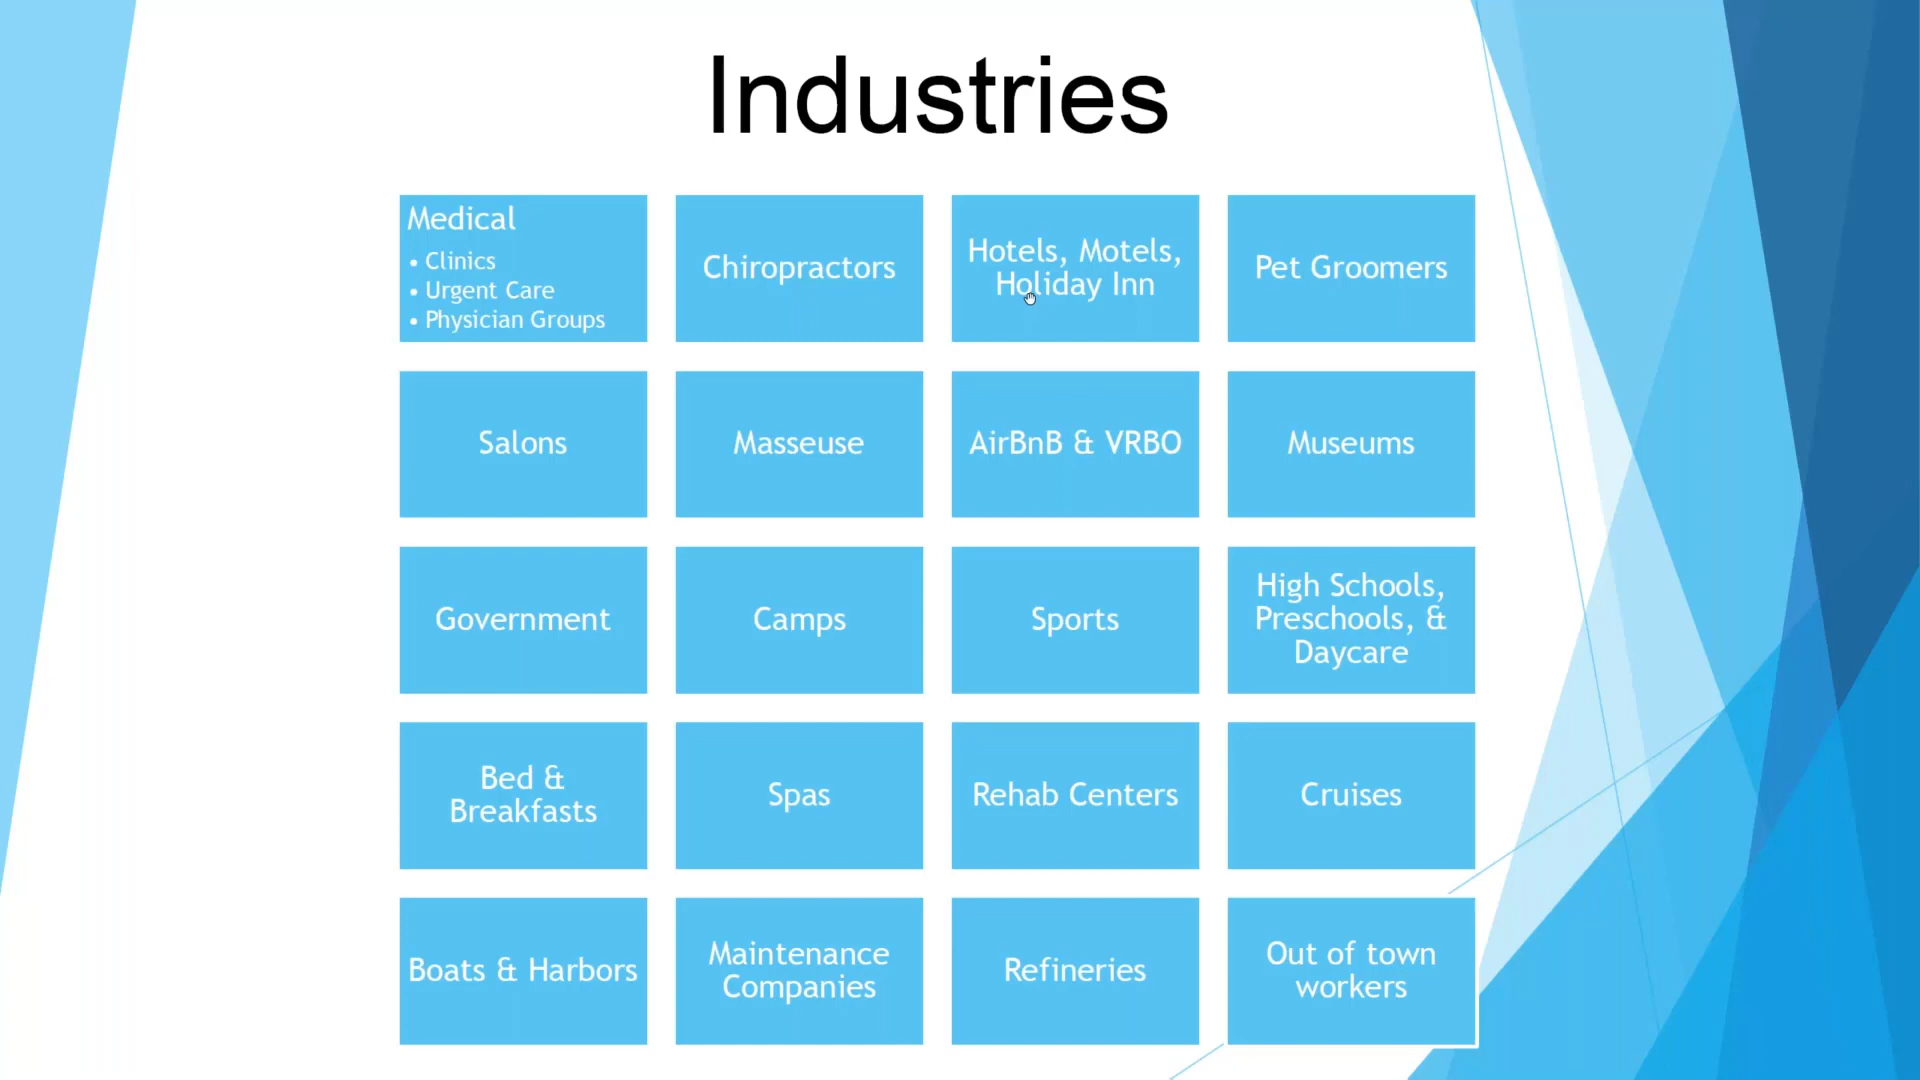 Industries
Medical
• Clinics
• Urgent Care
• Physician Groups
Chiropractors
Hotels, Motels,
Holiday Inn
Pet Groomers
Salons
Masseuse
AirBnB & VRBO
Museums
Government
Camps
Sports
High Schools,
Preschools, &
Daycare
Bed &
Breakfasts
Spas
Rehab Centers
Cruises
Boats & Harbors
Maintenance
Companies
Refineries
Out of town
workers